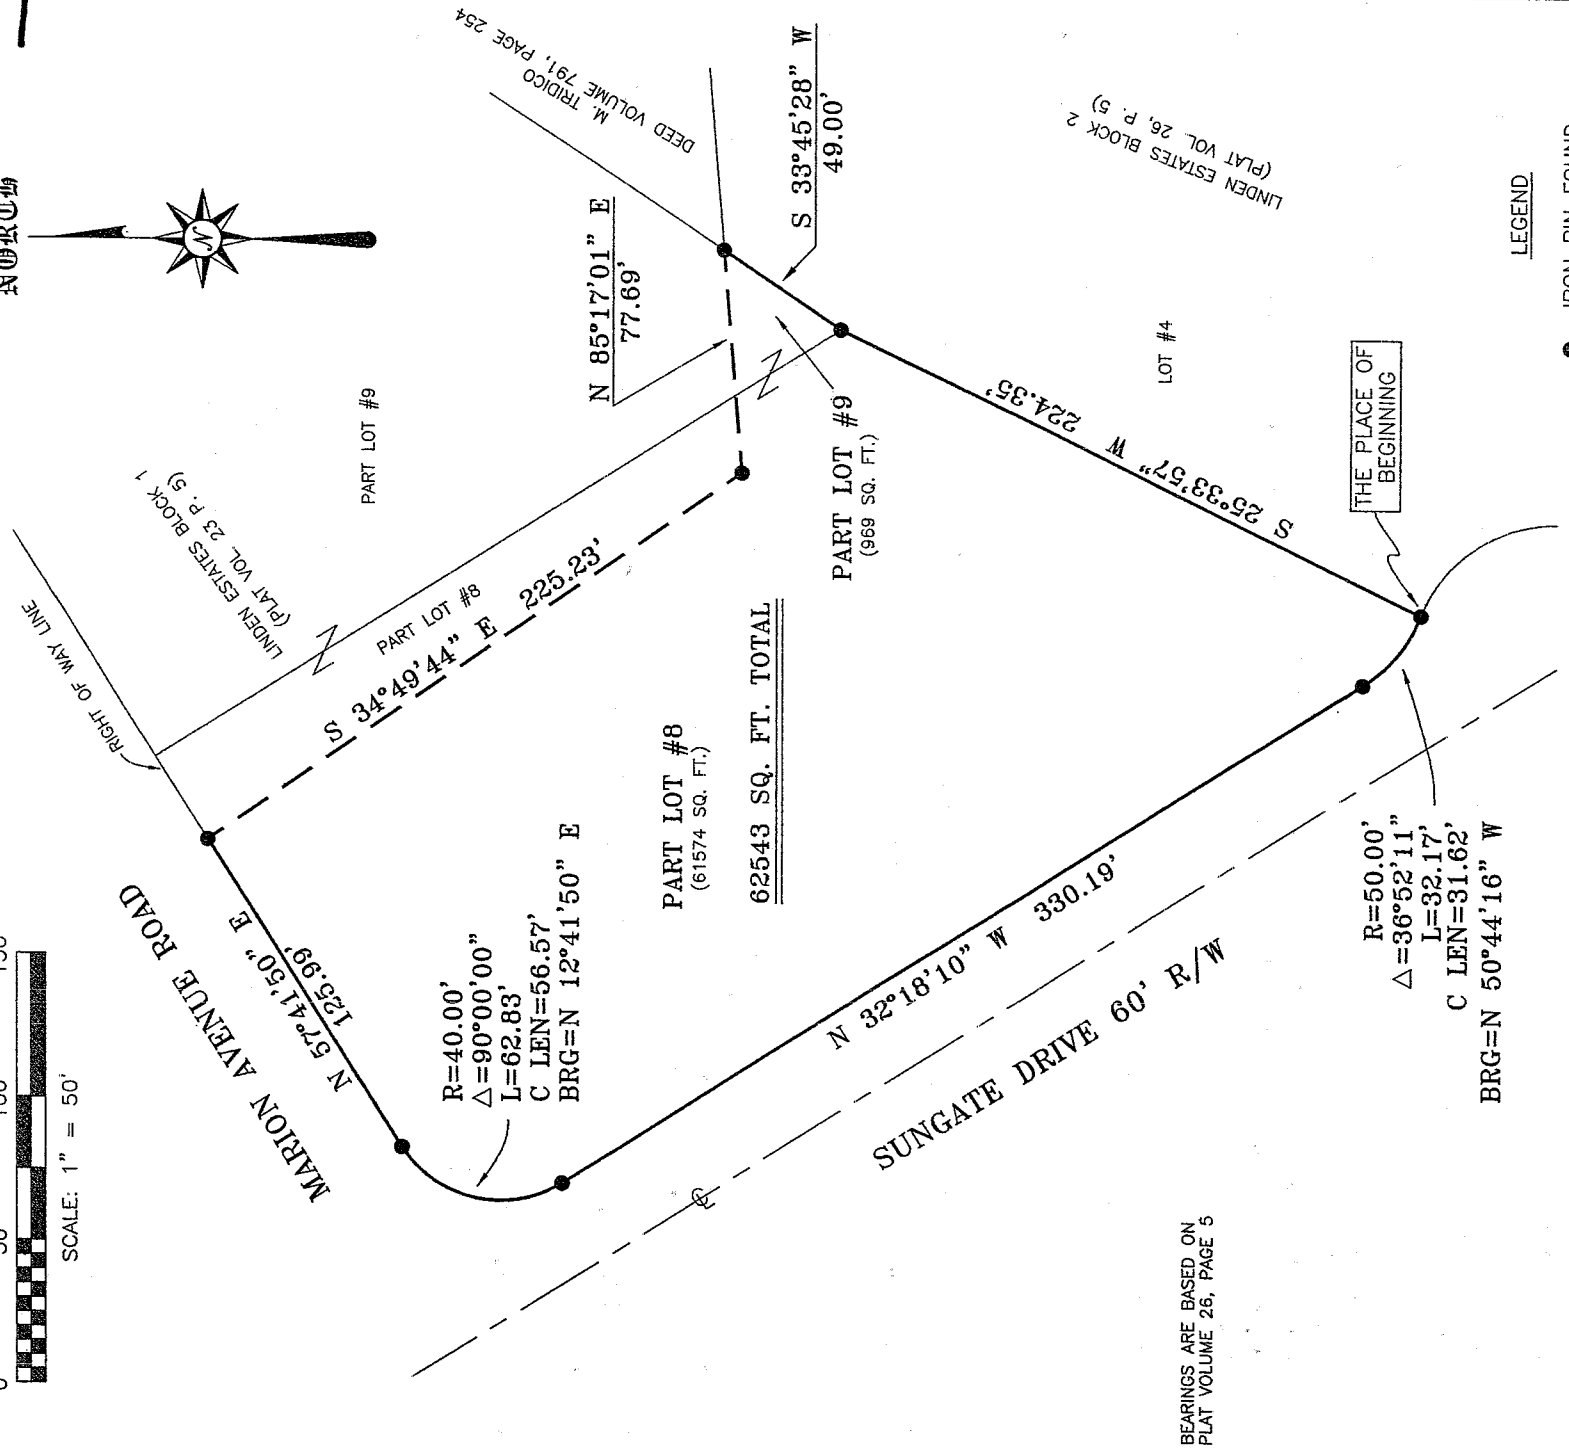 NORTH
0 50 100 150
SCALE: 1" = 50'
M. TRIDICO
DEED VOLUME 791, PAGE 254
S 33°45'28" W
49.00'
N 85°17'01" E
77.69'
LINDEN ESTATES BLOCK 2
(PLAT VOL. 26, P. 5)
LEGEND
IRON PIN FOUND
LOT #4
THE PLACE OF
BEGINNING
PART LOT #9
LINDEN ESTATES BLOCK 1
(PLAT VOL. 23 P. 5)
RIGHT OF WAY LINE
PART LOT #8
S 34°49'44" E 225.23'
PART LOT #9
(969 SQ. FT.)
S 25°33'57" W 224.35'
PART LOT #8
(61574 SQ. FT.)
62543 SQ. FT. TOTAL
MARION AVENUE ROAD
N 57°41'50" E
125.99'
R=40.00'
△=90°00'00"
L=62.83'
C LEN=56.57'
BRG=N 12°41'50" E
N 32°18'10" W 330.19'
SUNGATE DRIVE 60' R/W
R=50.00'
△=36°52'11"
L=32.17'
C LEN=31.62'
BRG=N 50°44'16" W
BEARINGS ARE BASED ON
PLAT VOLUME 26, PAGE 5
N